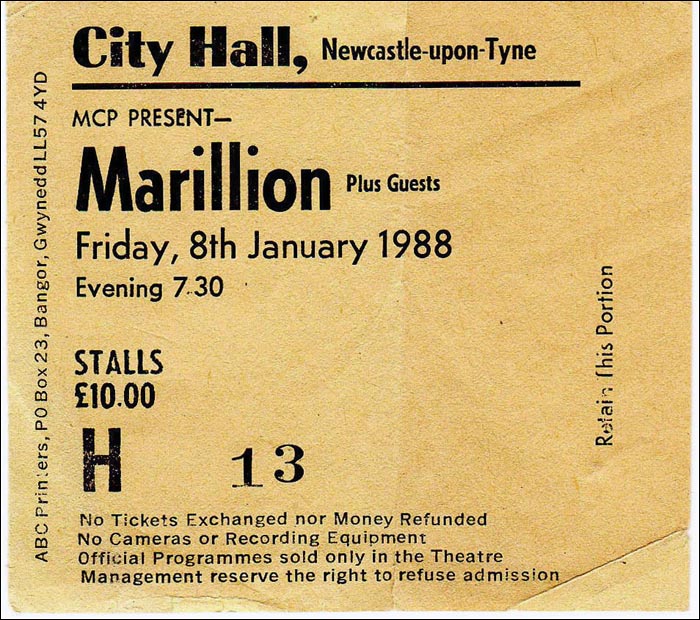 City Hall, Newcastle-upon-Tyne
MCP PRESENT—
Marillion Plus Guests
Friday, 8th January 1988
Evening 7.30
STALLS
£10.00
H 13
No Tickets Exchanged nor Money Refunded
No Cameras or Recording Equipment
Official Programmes sold only in the Theatre
Management reserve the right to refuse admission
ABC Printers, PO Box 23, Bangor, Gwynedd LL57 4YD
Retain This Portion